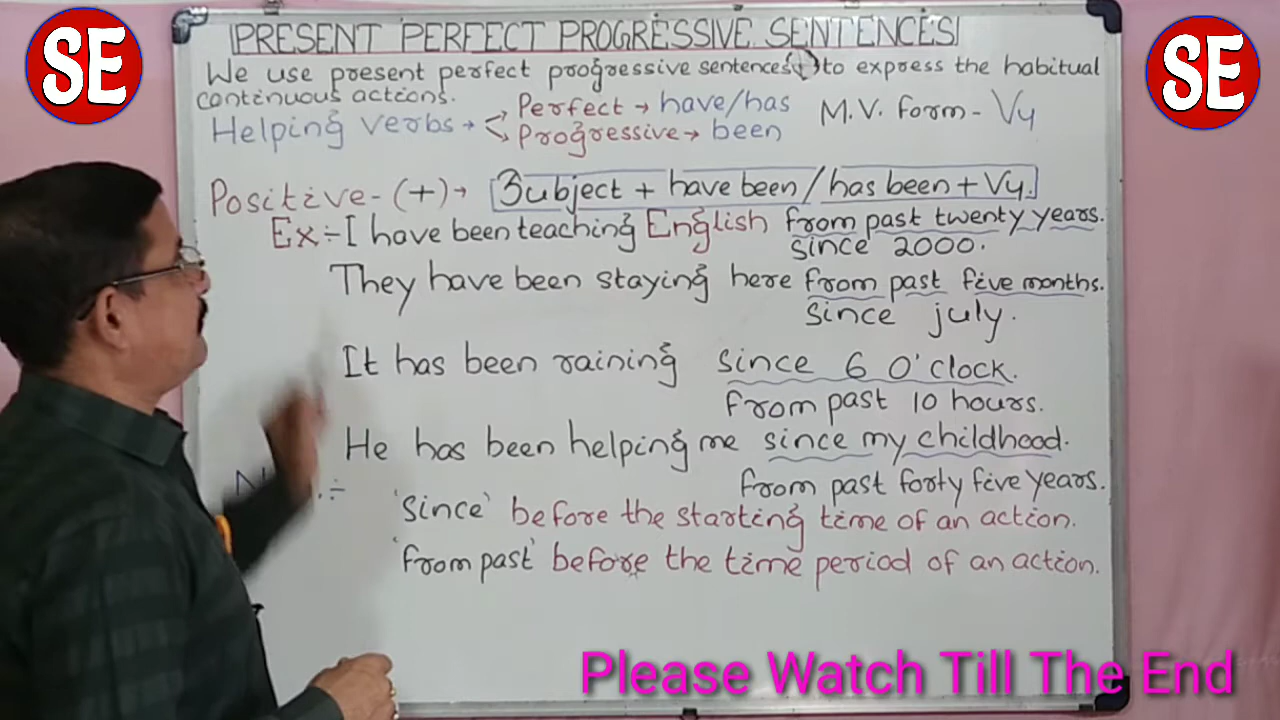 SE
SE
PRESENT PERFECT PROGRESSIVE SENTENCES
We use present perfect progressive sentences to express the habitual
continuous actions.
Helping verbs → Perfect → have/has M.V. form - V4
Progressive → been
Positive - (+) → Subject + have been / has been + V4.
Ex÷ I have been teaching English from past twenty years.
since 2000.
They have been staying here from past five months.
since july.
It has been raining since 6 O'clock.
from past 10 hours.
He has been helping me since my childhood.
from past forty five years.
'since' before the starting time of an action.
'from past' before the time period of an action.
Please Watch Till The End